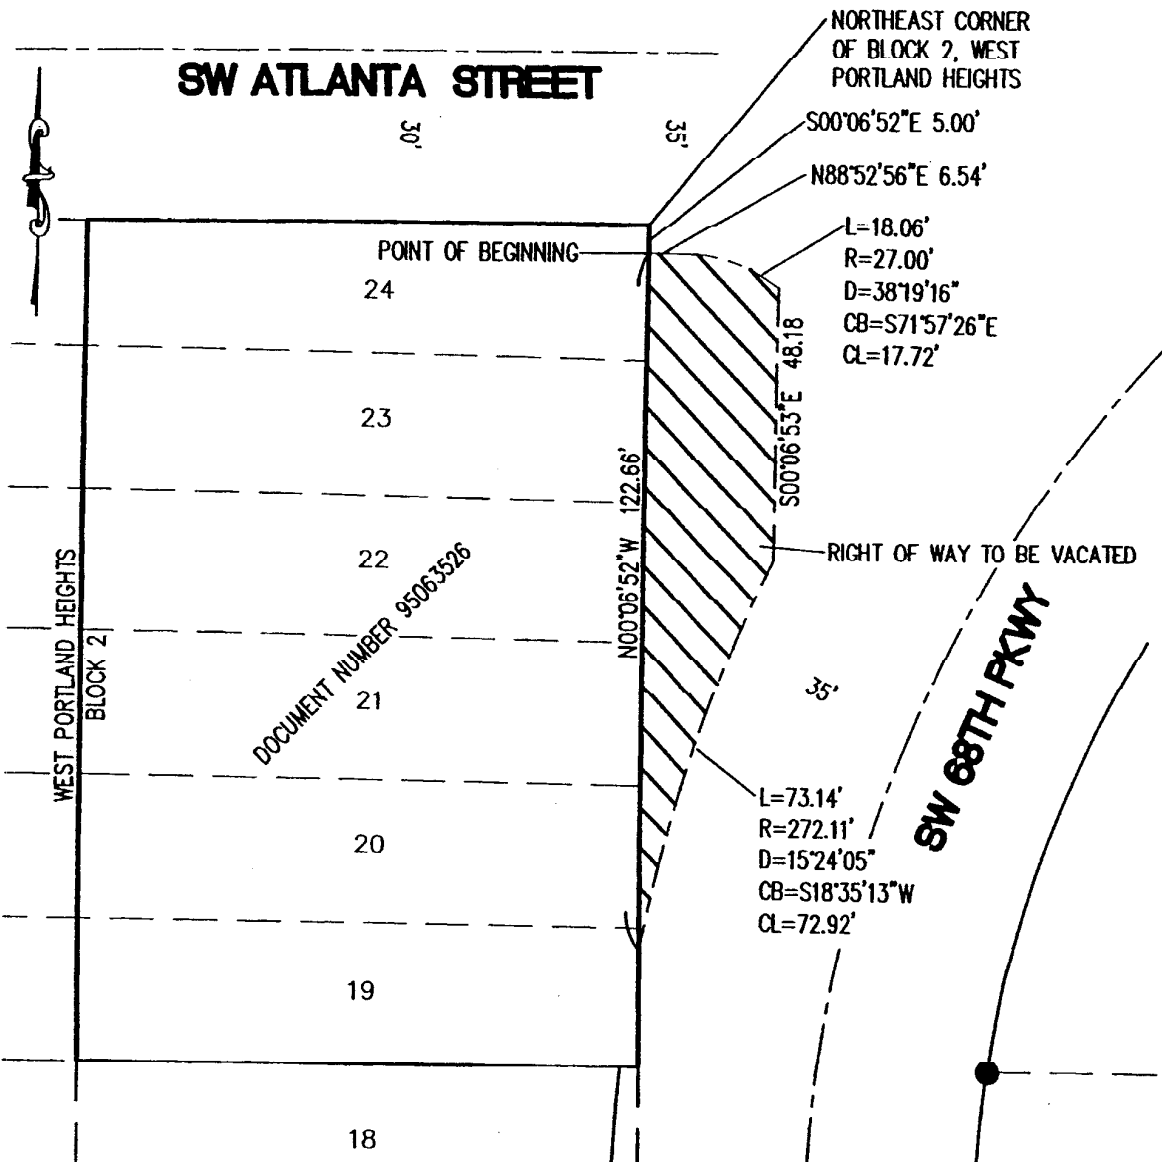 NORTHEAST CORNER
OF BLOCK 2, WEST
PORTLAND HEIGHTS
SW ATLANTA STREET
30'
35'
S00°06'52"E 5.00'
N88°52'56"E 6.54'
L=18.06'
R=27.00'
D=38°19'16"
CB=S71°57'26"E
CL=17.72'
POINT OF BEGINNING
24
S00°06'53"E 48.18
23
N00°06'52"W 122.66'
22
RIGHT OF WAY TO BE VACATED
DOCUMENT NUMBER 95063526
WEST PORTLAND HEIGHTS
BLOCK 2
21
35'
SW 68TH PKWY
L=73.14'
R=272.11'
D=15°24'05"
CB=S18°35'13"W
CL=72.92'
20
19
18